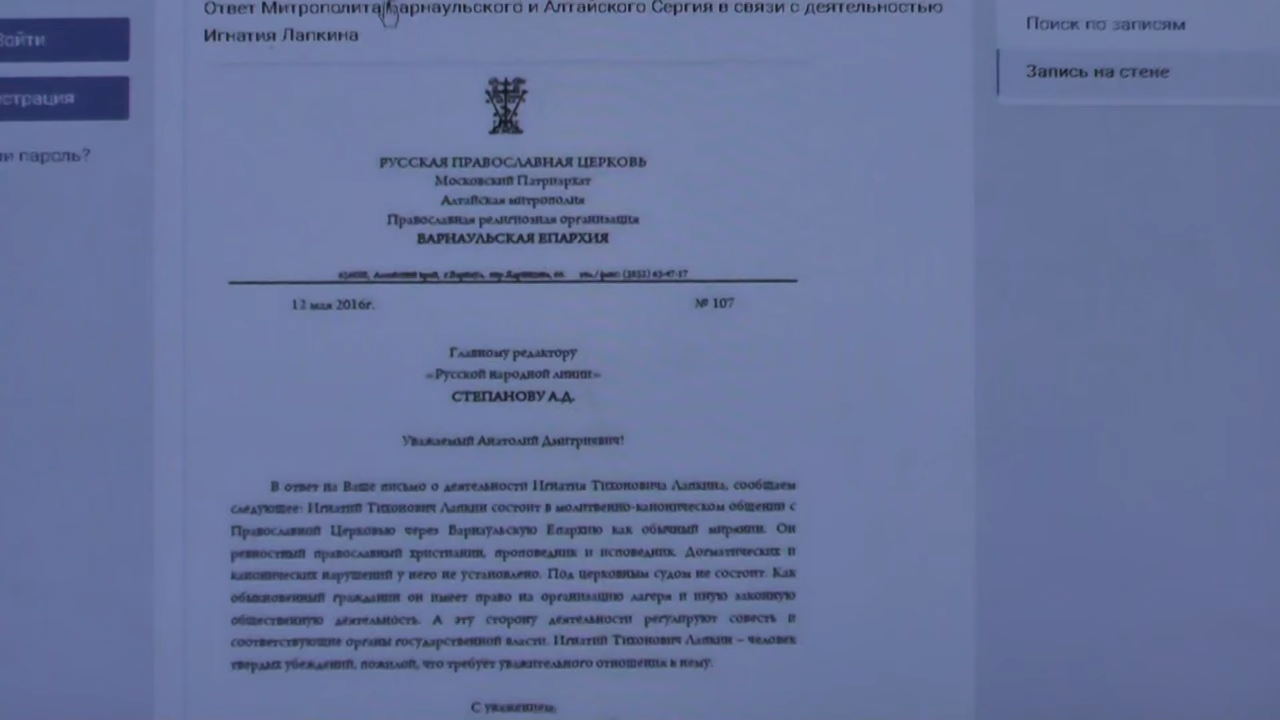 Ответ Митрополита Барнаульского и Алтайского Сергия в связи с деятельностью
Игнатия Лапкина
Войти
страция
ли пароль?
Поиск по записям
Запись на стене
РУССКАЯ ПРАВОСЛАВНАЯ ЦЕРКОВЬ
Московский Патриархат
Алтайская митрополия
Православная религиозная организация
БАРНАУЛЬСКАЯ ЕПАРХИЯ
12 мая 2016г. № 107
Главному редактору
«Русской народной линии»
СТЕПАНОВУ А.Д.
Уважаемый Анатолий Дмитриевич!
В ответ на Ваше письмо о деятельности Игнатия Тихоновича Лапкина, сообщаем
следующее: Игнатий Тихонович Лапкин состоит в молитвенно-каноническом общении с
Православной Церковью через Барнаульскую Епархию как обычный мирянин. Он
ревностный православный христианин, проповедник и исповедник. Догматических и
канонических нарушений у него не установлено. Под церковным судом не состоит. Как
обыкновенный гражданин он имеет право на организацию лагеря и иную законную
общественную деятельность. А эту сторону деятельности регулируют совесть и
соответствующие органы государственной власти. Игнатий Тихонович Лапкин – человек
твердых убеждений, пожилой, что требует уважительного отношения к нему.
С уважением,